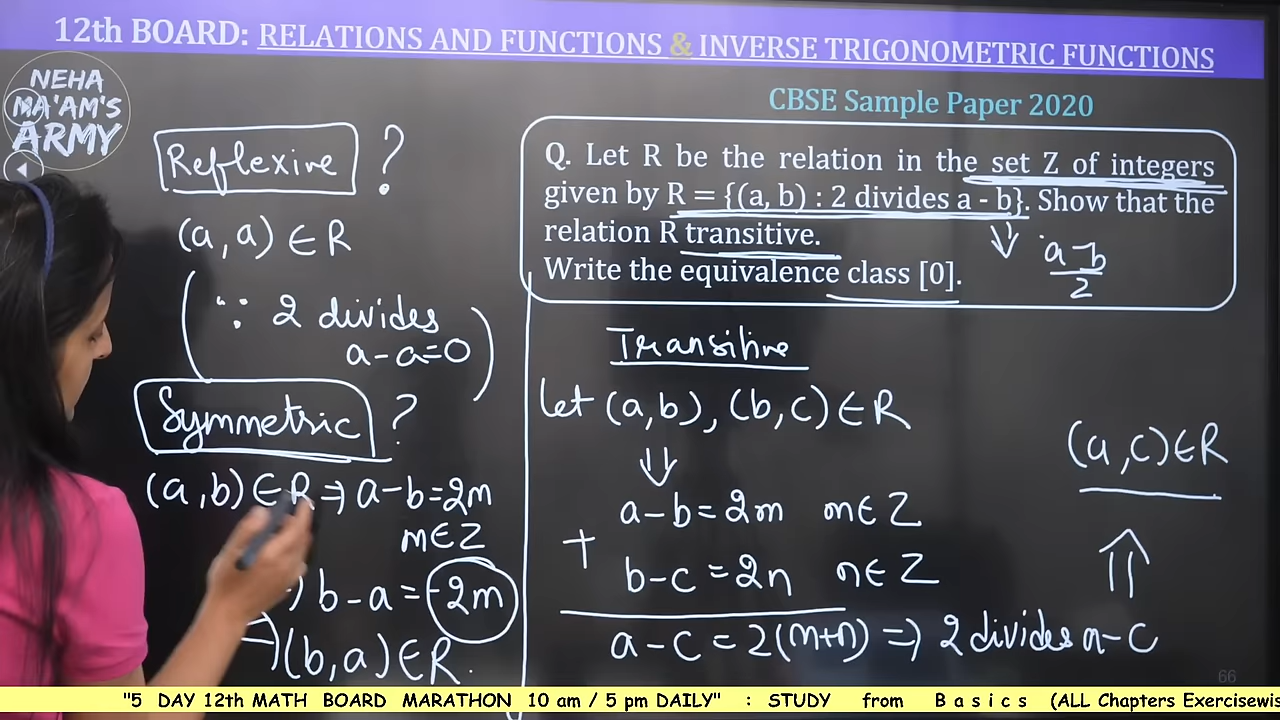 12th BOARD: RELATIONS AND FUNCTIONS & INVERSE TRIGONOMETRIC FUNCTIONS
NEHA
MA'AM'S
ARMY
CBSE Sample Paper 2020
Q. Let R be the relation in the set Z of integers
given by R = {(a, b) : 2 divides a - b}. Show that the
relation R transitive.
Write the equivalence class [0].
⇓ a-b
2
Reflexive ?
(a, a) ∈ R
(∵ 2 divides
a-a=0)
Symmetric ?
(a, b) ∈ R ⇒ a-b=2m
m∈Z
b-a = -2m
⇒ (b, a) ∈ R.
Transitive
let (a,b), (b,c) ∈ R
⇓
a-b = 2m m∈Z
+
b-c = 2n n∈Z
a-c = 2(m+n) ⇒ 2 divides a-c
⇑
(a,c)∈R
66
"5 DAY 12th MATH BOARD MARATHON 10 am / 5 pm DAILY" : STUDY from B a s i c s (ALL Chapters Exercisewis